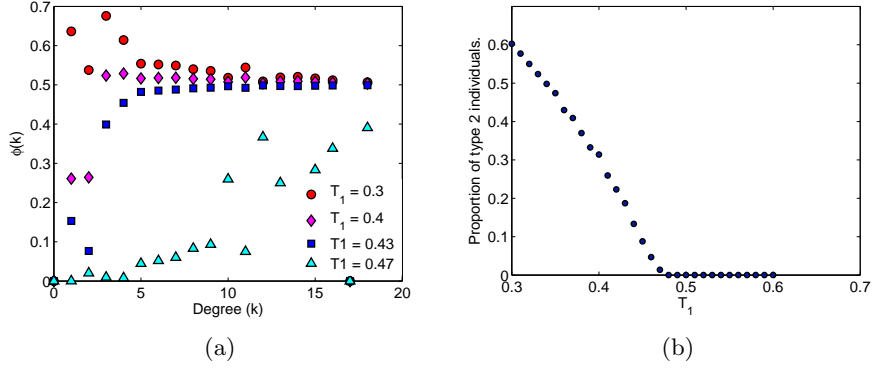 0.7
0.6
0.5
0.4
0.3
0.2
0.1
0
0
5
10
15
20
Degree (k)
ϕ(k)
T_1 = 0.3
T_1 = 0.4
T1 = 0.43
T1 = 0.47
(a)
0.6
0.5
0.4
0.3
0.2
0.1
0
0.3
0.4
0.5
0.6
0.7
T_1
Proportion of type 2 individuals.
(b)